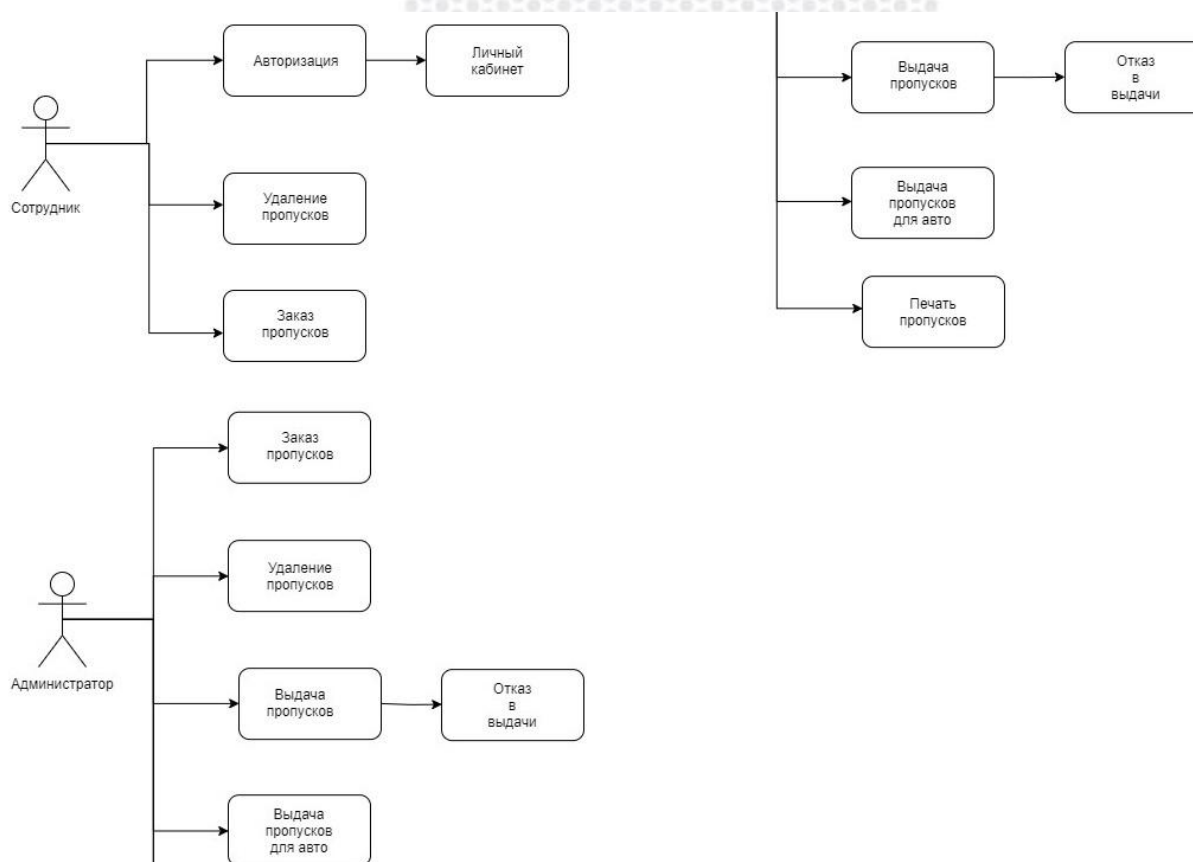 Авторизация
Личный
кабинет
Сотрудник
Удаление
пропусков
Заказ
пропусков
Выдача
пропусков
Отказ
в
выдачи
Выдача
пропусков
для авто
Печать
пропусков
Заказ
пропусков
Удаление
пропусков
Администратор
Выдача
пропусков
Отказ
в
выдачи
Выдача
пропусков
для авто